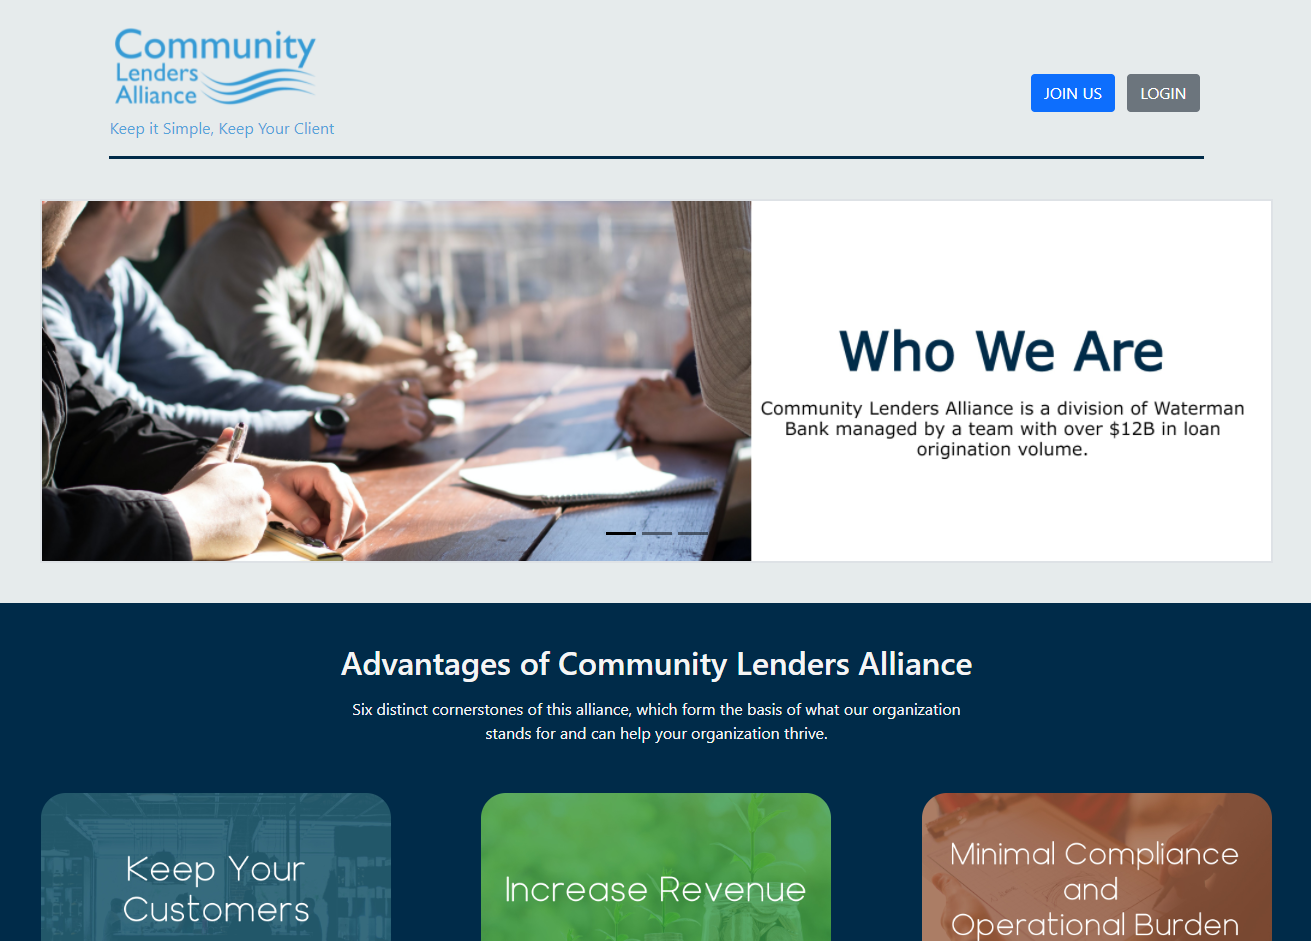 Community
Lenders
Alliance
Keep it Simple, Keep Your Client
JOIN US
LOGIN
Who We Are
Community Lenders Alliance is a division of Waterman
Bank managed by a team with over $12B in loan
origination volume.
Advantages of Community Lenders Alliance
Six distinct cornerstones of this alliance, which form the basis of what our organization
stands for and can help your organization thrive.
Keep Your
Customers
Increase Revenue
Minimal Compliance
and
Operational Burden